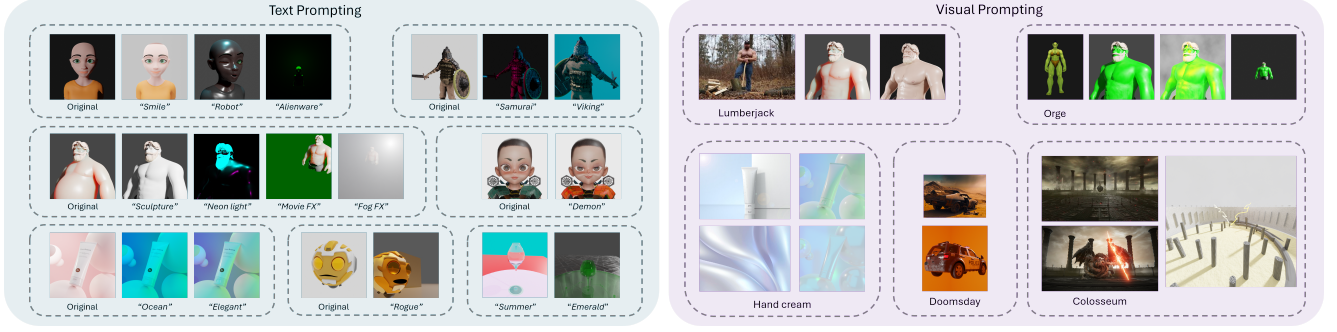 Text Prompting
Original
"Smile"
"Robot"
"Alienware"
Original
"Samurai"
"Viking"
Original
"Sculpture"
"Neon light"
"Movie FX"
"Fog FX"
Original
"Demon"
Original
"Ocean"
"Elegant"
Original
"Rogue"
"Summer"
"Emerald"
Visual Prompting
Lumberjack
Orge
Hand cream
Doomsday
Colosseum